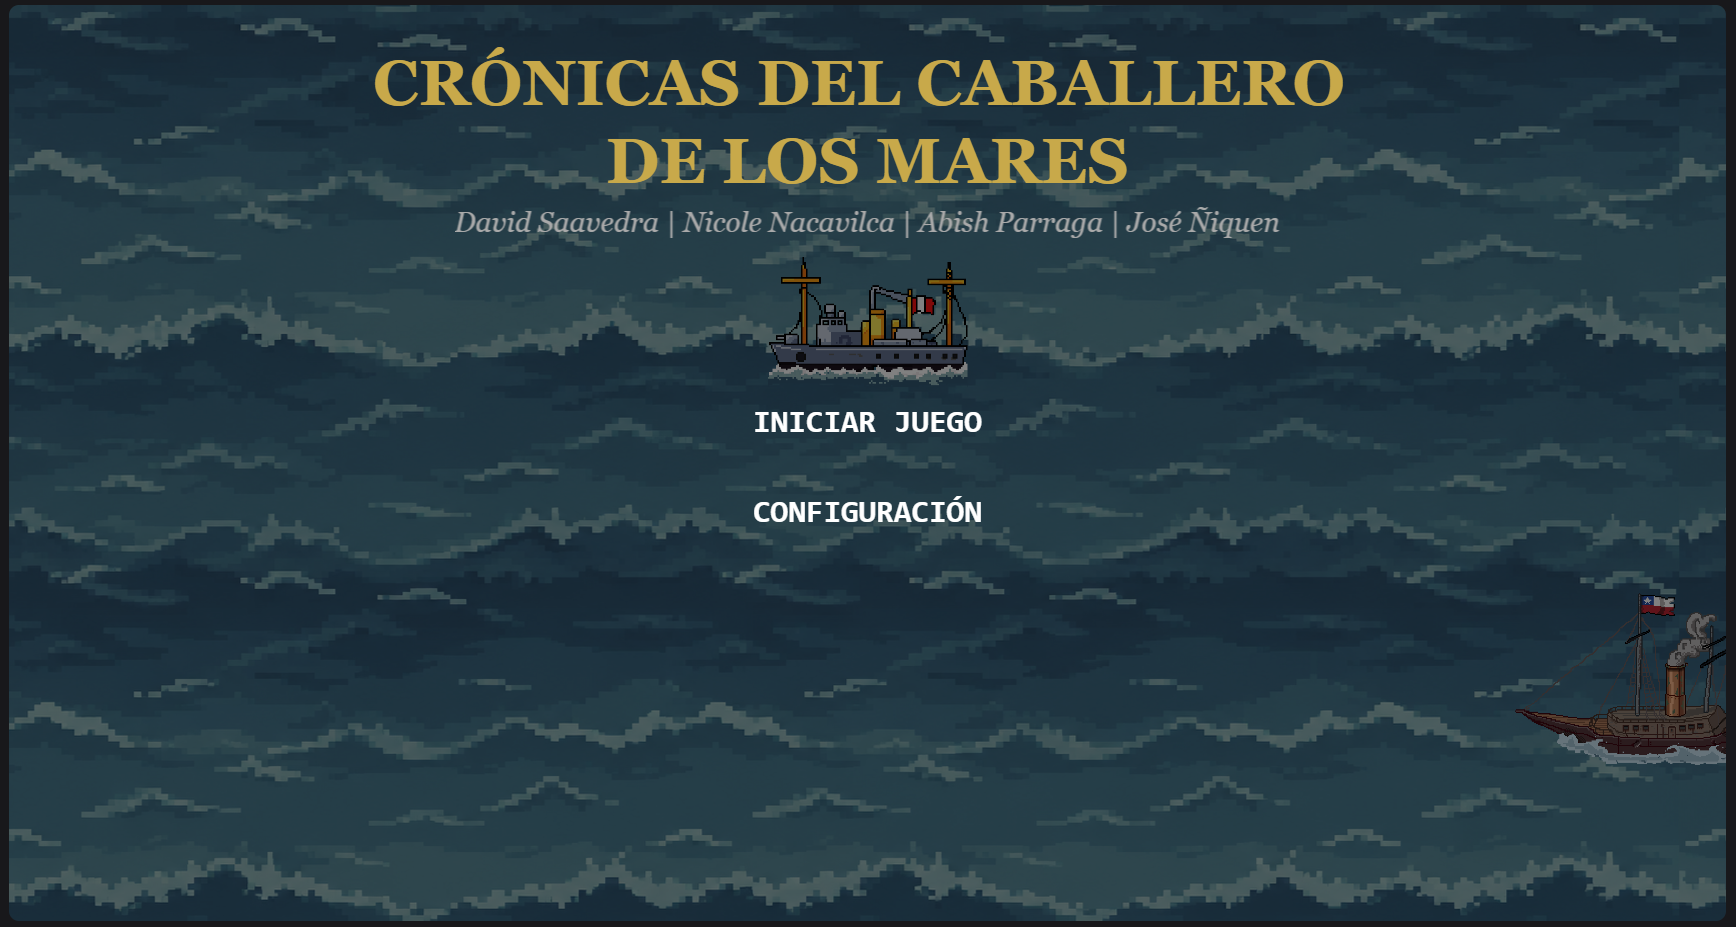 CRÓNICAS DEL CABALLERO
DE LOS MARES
David Saavedra | Nicole Nacavilca | Abish Parraga | José Ñiquen
INICIAR JUEGO
CONFIGURACIÓN